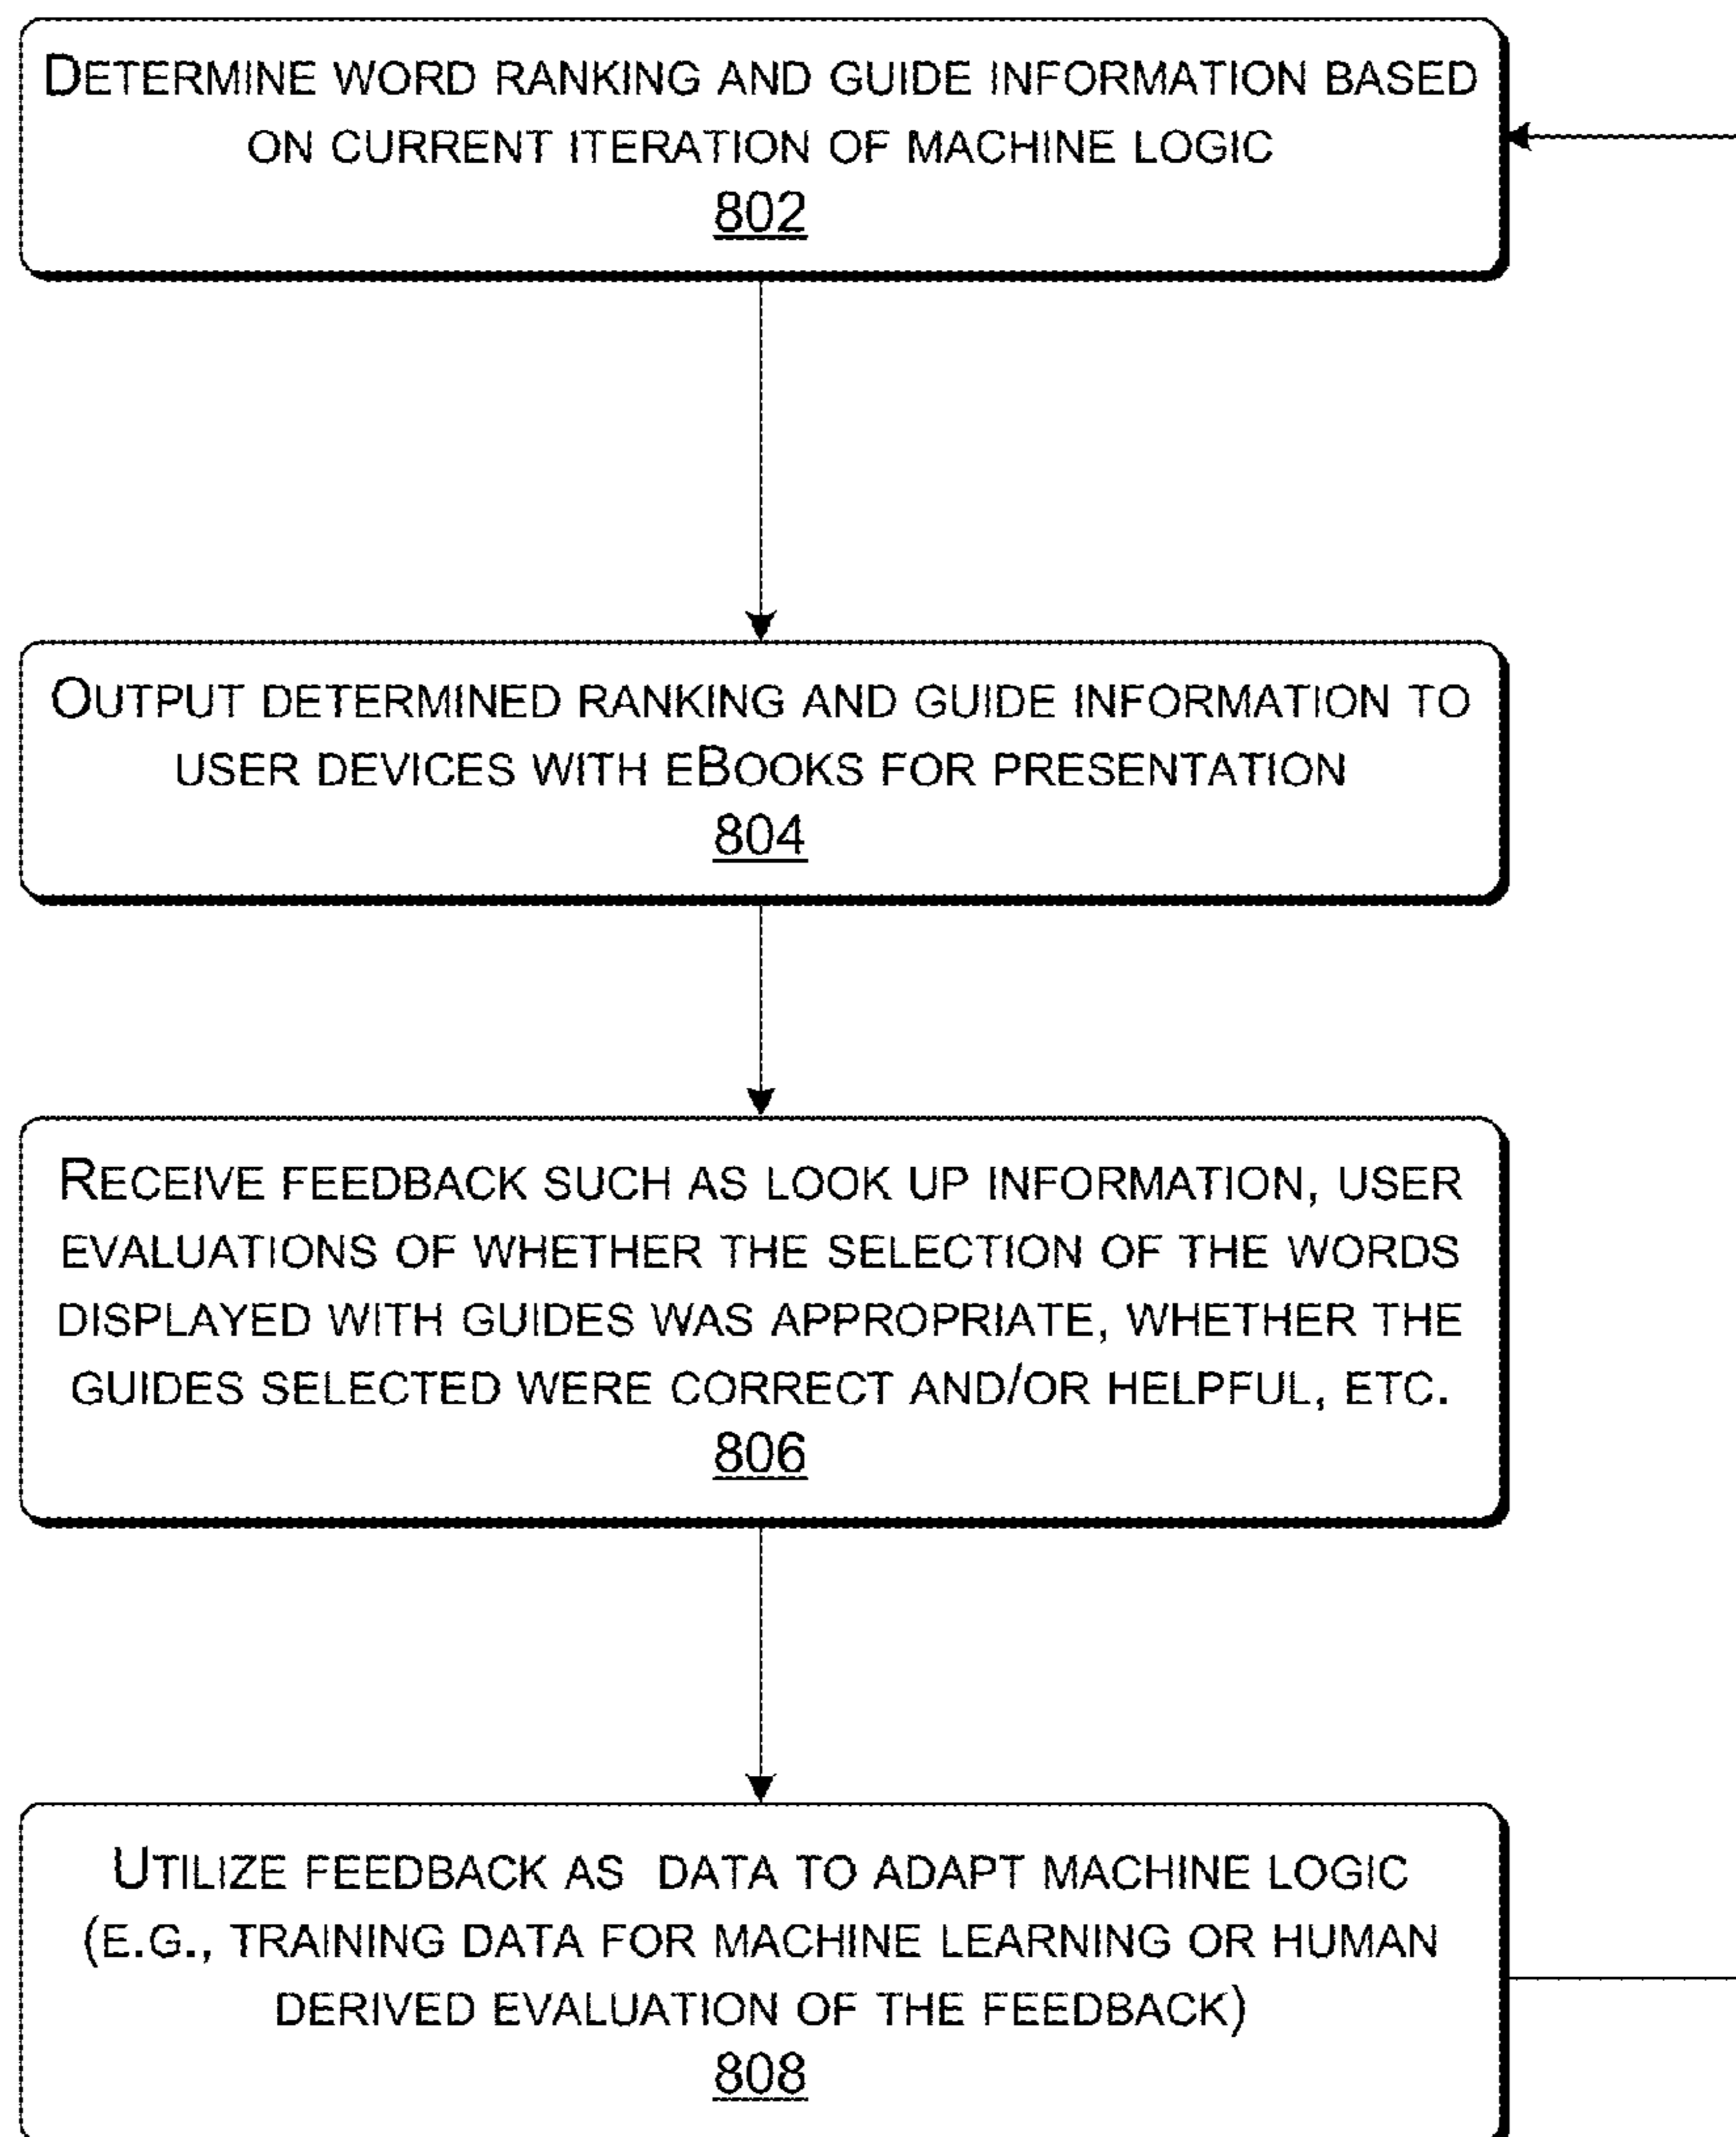 DETERMINE WORD RANKING AND GUIDE INFORMATION BASED
ON CURRENT ITERATION OF MACHINE LOGIC
802
OUTPUT DETERMINED RANKING AND GUIDE INFORMATION TO
USER DEVICES WITH EBOOKS FOR PRESENTATION
804
RECEIVE FEEDBACK SUCH AS LOOK UP INFORMATION, USER
EVALUATIONS OF WHETHER THE SELECTION OF THE WORDS
DISPLAYED WITH GUIDES WAS APPROPRIATE, WHETHER THE
GUIDES SELECTED WERE CORRECT AND/OR HELPFUL, ETC.
806
UTILIZE FEEDBACK AS DATA TO ADAPT MACHINE LOGIC
(E.G., TRAINING DATA FOR MACHINE LEARNING OR HUMAN
DERIVED EVALUATION OF THE FEEDBACK)
808